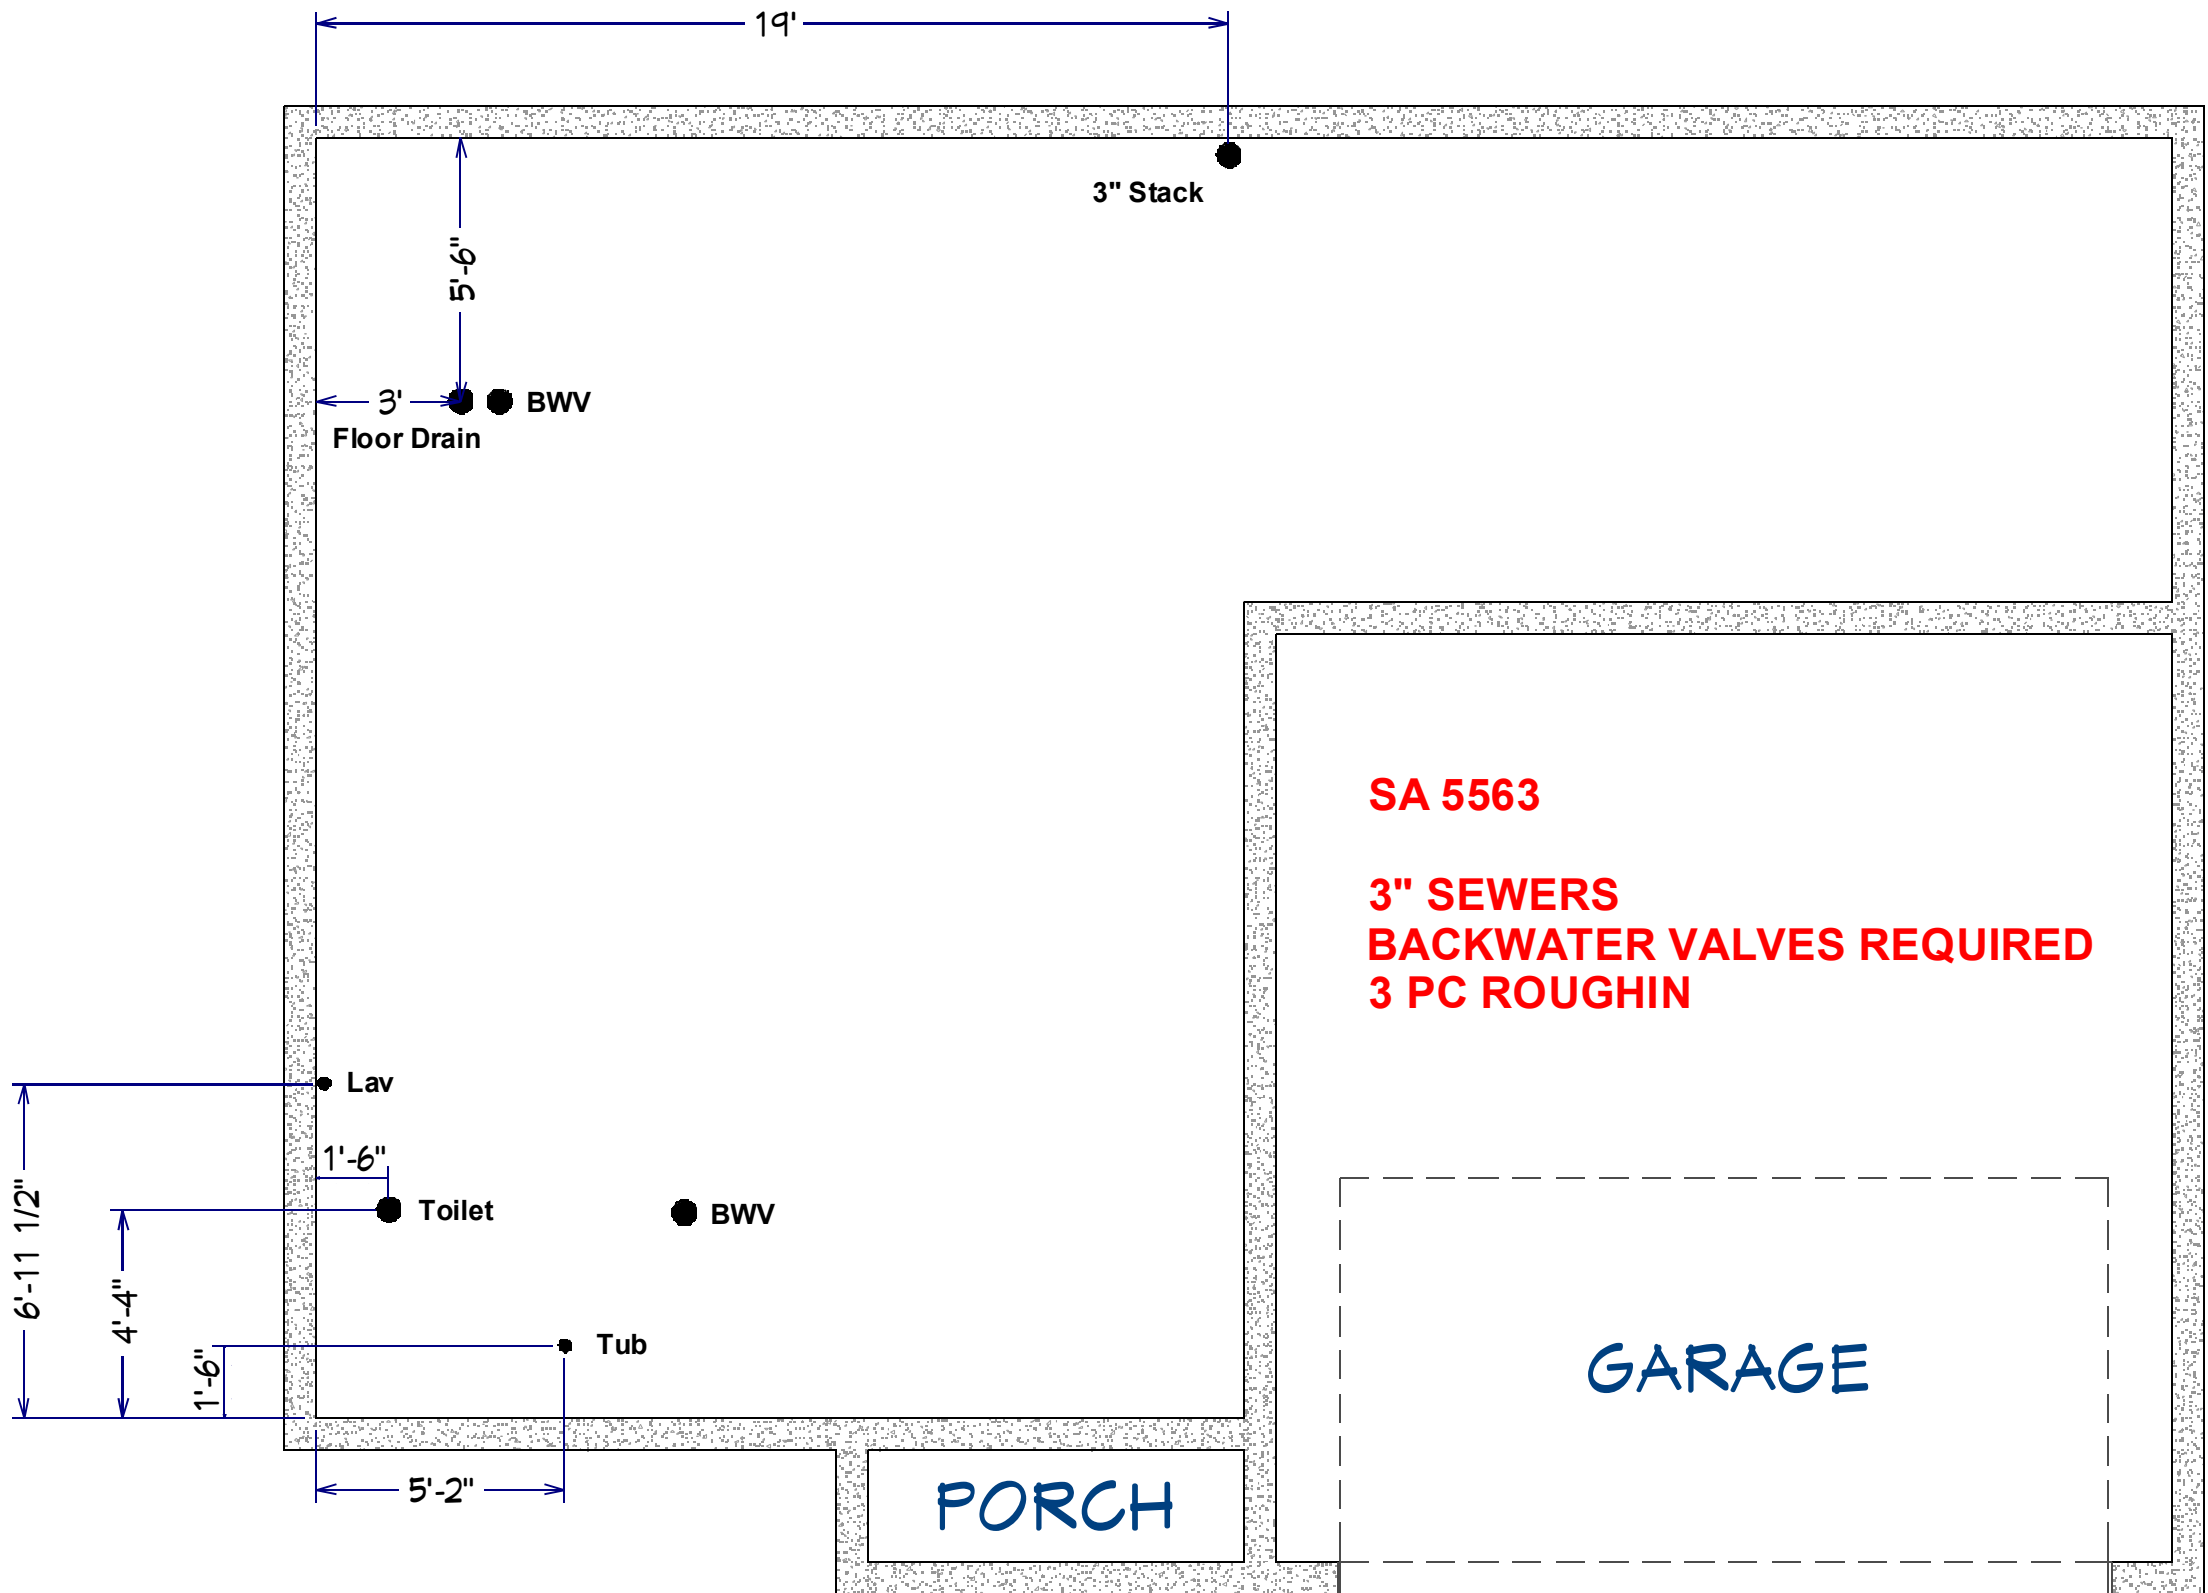 19'
3" Stack
5'-6"
3'
BWV
Floor Drain
SA 5563
3" SEWERS
BACKWATER VALVES REQUIRED
3 PC ROUGHIN
Lav
1'-6"
Toilet
BWV
6'-11 1/2"
4'-4"
1'-6"
Tub
GARAGE
5'-2"
PORCH